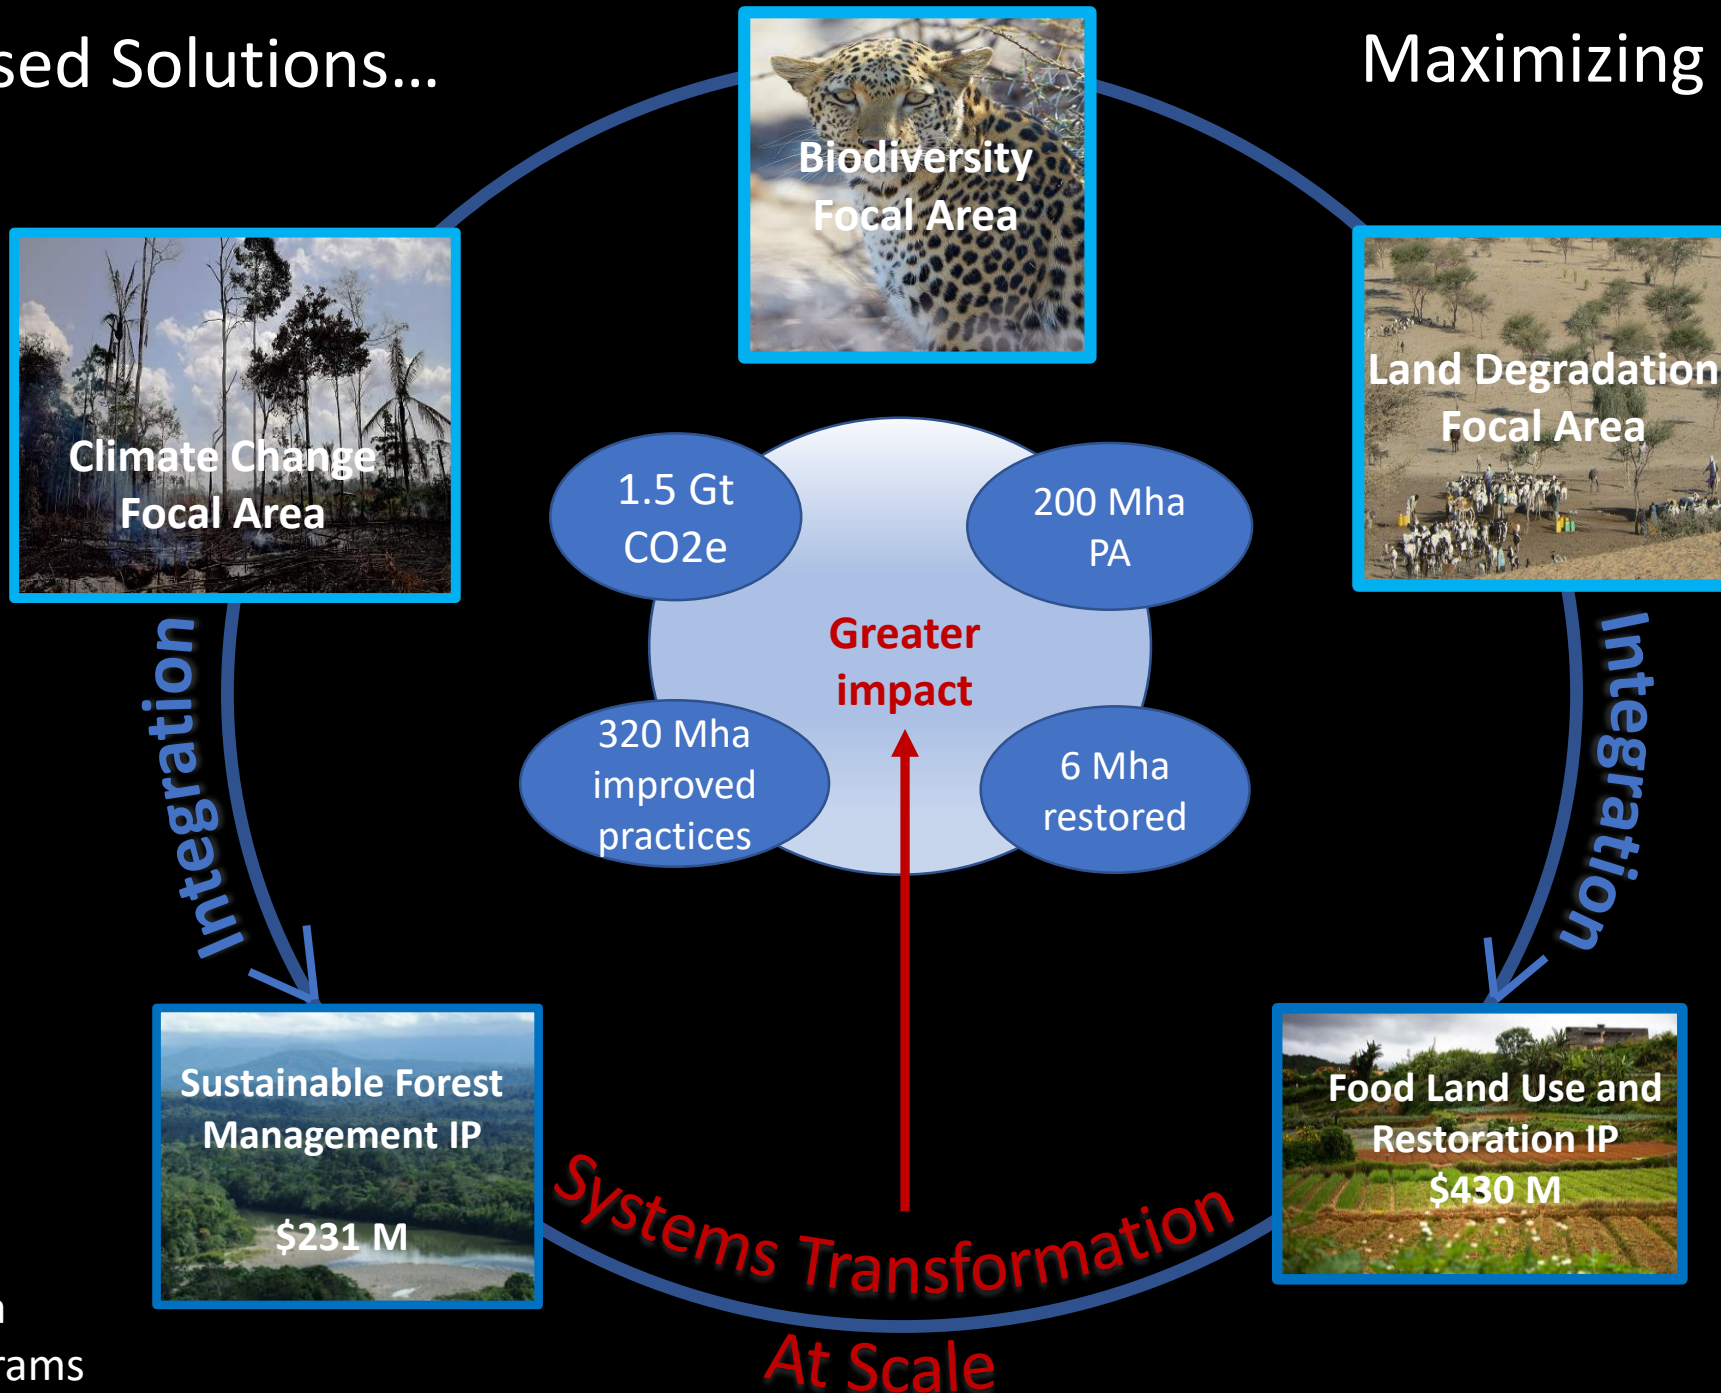 sed Solutions...
Maximizing
Biodiversity
Focal Area
Climate Change
Focal Area
Land Degradation
Focal Area
1.5 Gt
CO2e
200 Mha
PA
Greater
impact
320 Mha
improved
practices
6 Mha
restored
Integration
Integration
Sustainable Forest
Management IP
$231 M
Food Land Use and
Restoration IP
$430 M
Systems Transformation
At Scale
rams